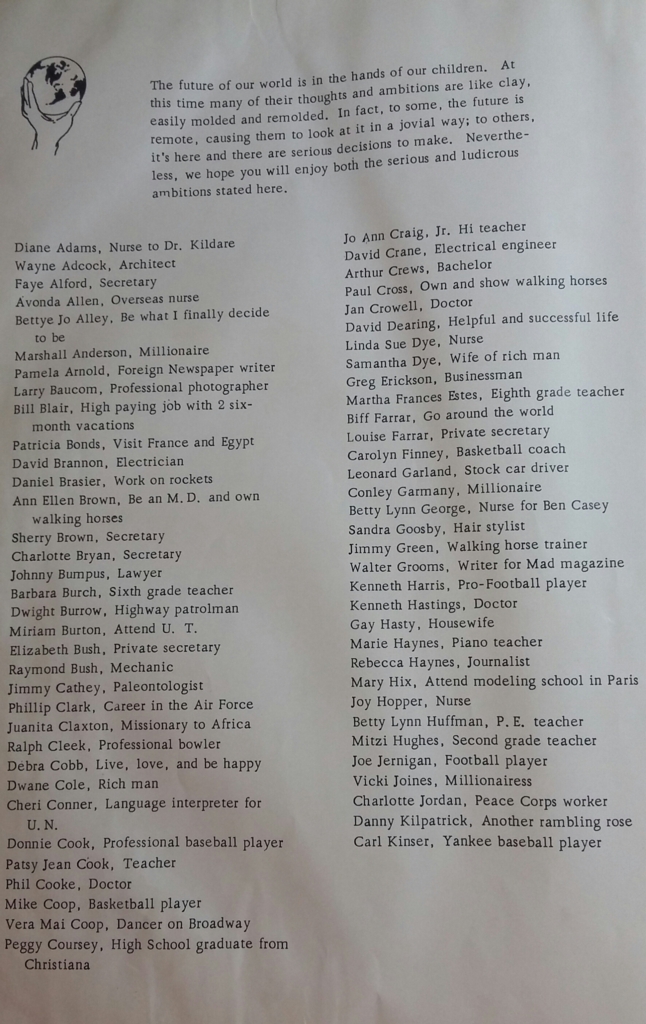 The future of our world is in the hands of our children. At
this time many of their thoughts and ambitions are like clay,
easily molded and remolded. In fact, to some, the future is
remote, causing them to look at it in a jovial way; to others,
it's here and there are serious decisions to make. Neverthe-
less, we hope you will enjoy both the serious and ludicrous
ambitions stated here.
Diane Adams, Nurse to Dr. Kildare
Wayne Adcock, Architect
Faye Alford, Secretary
Avonda Allen, Overseas nurse
Bettye Jo Alley, Be what I finally decide
to be
Marshall Anderson, Millionaire
Pamela Arnold, Foreign Newspaper writer
Larry Baucom, Professional photographer
Bill Blair, High paying job with 2 six-
month vacations
Patricia Bonds, Visit France and Egypt
David Brannon, Electrician
Daniel Brasier, Work on rockets
Ann Ellen Brown, Be an M.D. and own
walking horses
Sherry Brown, Secretary
Charlotte Bryan, Secretary
Johnny Bumpus, Lawyer
Barbara Burch, Sixth grade teacher
Dwight Burrow, Highway patrolman
Miriam Burton, Attend U. T.
Elizabeth Bush, Private secretary
Raymond Bush, Mechanic
Jimmy Cathey, Paleontologist
Phillip Clark, Career in the Air Force
Juanita Claxton, Missionary to Africa
Ralph Cleek, Professional bowler
Debra Cobb, Live, love, and be happy
Dwane Cole, Rich man
Cheri Conner, Language interpreter for
U.N.
Donnie Cook, Professional baseball player
Patsy Jean Cook, Teacher
Phil Cooke, Doctor
Mike Coop, Basketball player
Vera Mai Coop, Dancer on Broadway
Peggy Coursey, High School graduate from
Christiana
Jo Ann Craig, Jr. Hi teacher
David Crane, Electrical engineer
Arthur Crews, Bachelor
Paul Cross, Own and show walking horses
Jan Crowell, Doctor
David Dearing, Helpful and successful life
Linda Sue Dye, Nurse
Samantha Dye, Wife of rich man
Greg Erickson, Businessman
Martha Frances Estes, Eighth grade teacher
Biff Farrar, Go around the world
Louise Farrar, Private secretary
Carolyn Finney, Basketball coach
Leonard Garland, Stock car driver
Conley Garmany, Millionaire
Betty Lynn George, Nurse for Ben Casey
Sandra Goosby, Hair stylist
Jimmy Green, Walking horse trainer
Walter Grooms, Writer for Mad magazine
Kenneth Harris, Pro-Football player
Kenneth Hastings, Doctor
Gay Hasty, Housewife
Marie Haynes, Piano teacher
Rebecca Haynes, Journalist
Mary Hix, Attend modeling school in Paris
Joy Hopper, Nurse
Betty Lynn Huffman, P.E. teacher
Mitzi Hughes, Second grade teacher
Joe Jernigan, Football player
Vicki Joines, Millionairess
Charlotte Jordan, Peace Corps worker
Danny Kilpatrick, Another rambling rose
Carl Kinser, Yankee baseball player